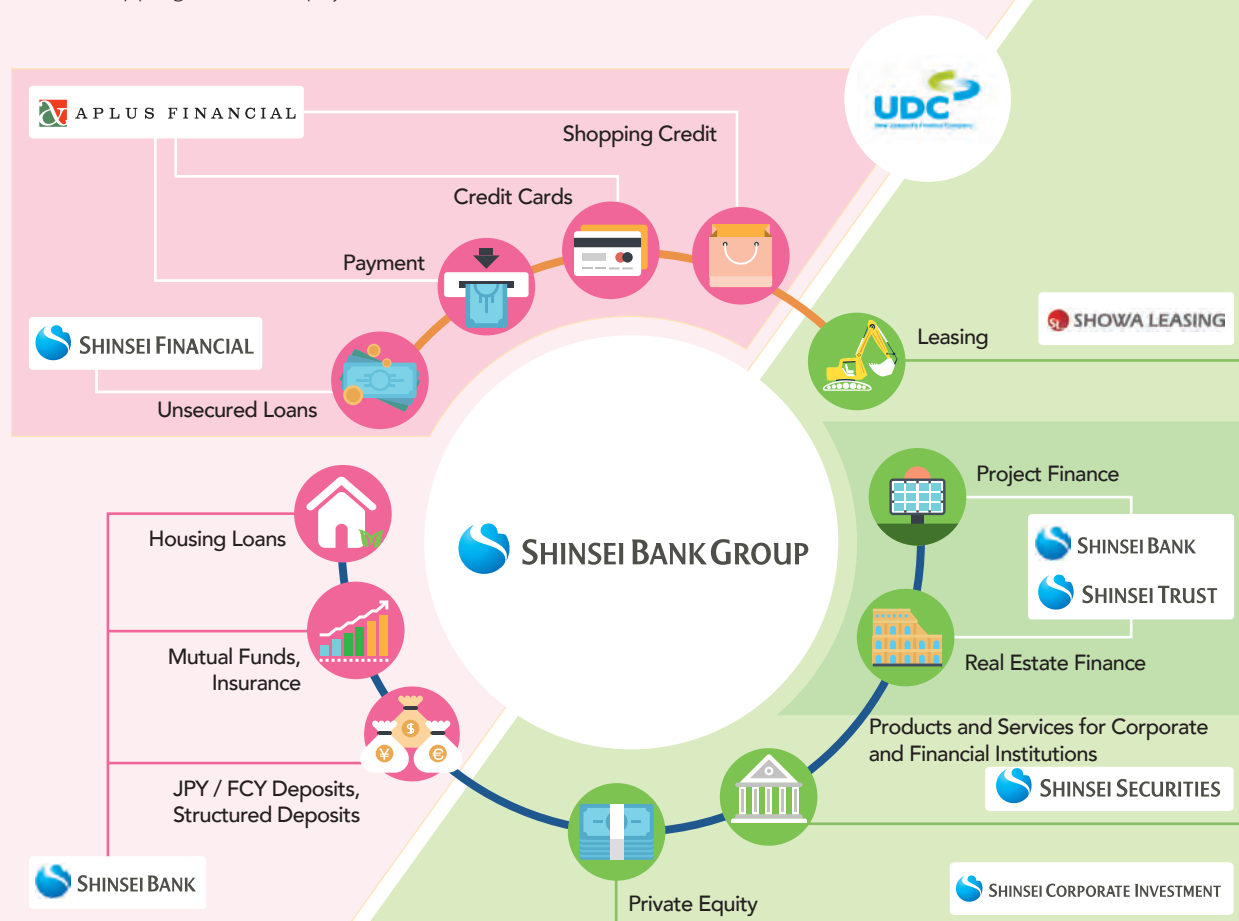 APLUS FINANCIAL
UDC
Shopping Credit
Credit Cards
Payment
SHINSEI FINANCIAL
Unsecured Loans
SL SHOWA LEASING
Leasing
Project Finance
SHINSEI BANK
SHINSEI TRUST
Real Estate Finance
Housing Loans
SHINSEI BANK GROUP
Mutual Funds,
Insurance
$
¥ €
JPY / FCY Deposits,
Structured Deposits
SHINSEI BANK
Products and Services for Corporate
and Financial Institutions
SHINSEI SECURITIES
SHINSEI CORPORATE INVESTMENT
Private Equity